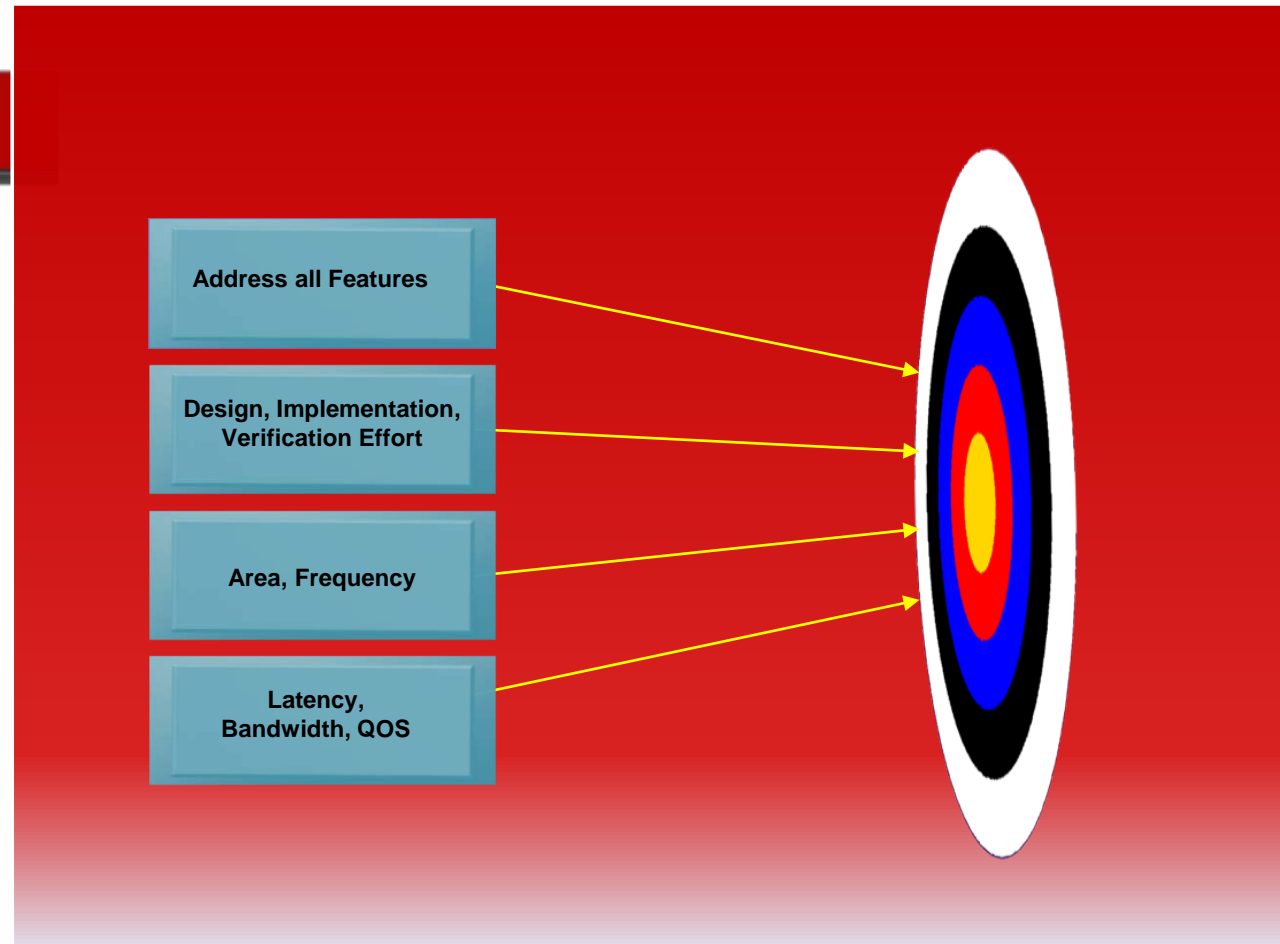 Address all Features
Design, Implementation,
Verification Effort
Area, Frequency
Latency,
Bandwidth, QOS